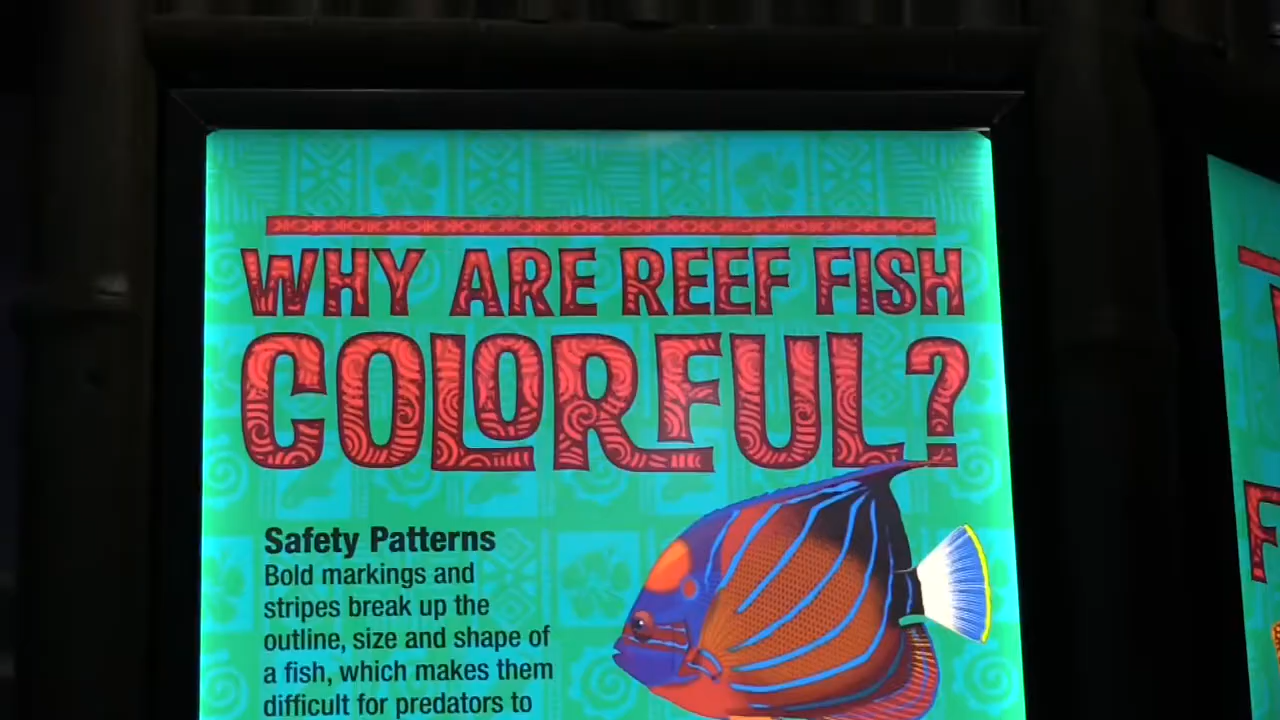 WHY ARE REEF FISH
COLORFUL?
Safety Patterns
Bold markings and
stripes break up the
outline, size and shape of
a fish, which makes them
difficult for predators to